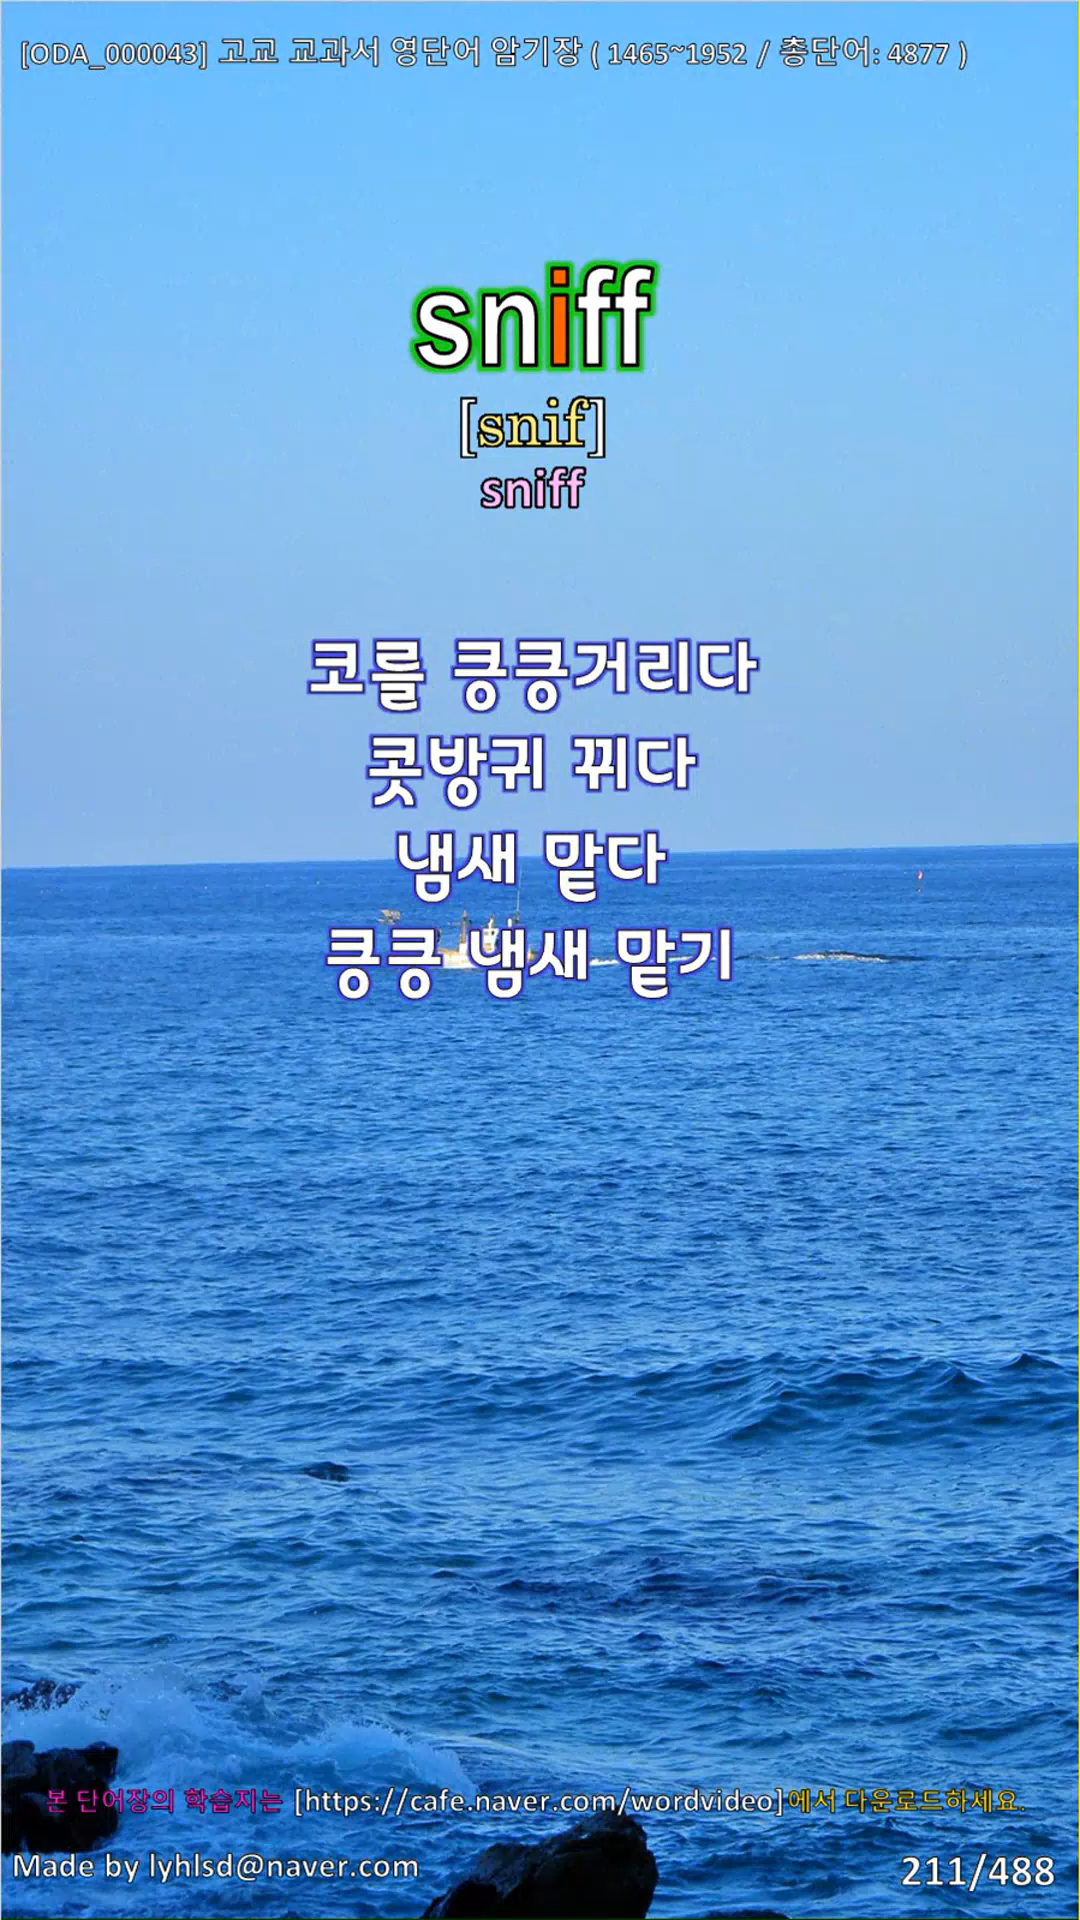 [ODA_000043] 고교 교과서 영단어 암기장 ( 1465~1952 / 총단어: 4877 )
sniff
[snif]
sniff
코를 킁킁거리다
콧방귀 뀌다
냄새 맡다
킁킁 냄새 맡기
본 단어장의 학습지는 [https://cafe.naver.com/wordvideo]에서 다운로드하세요.
Made by lyhlsd@naver.com
211/488